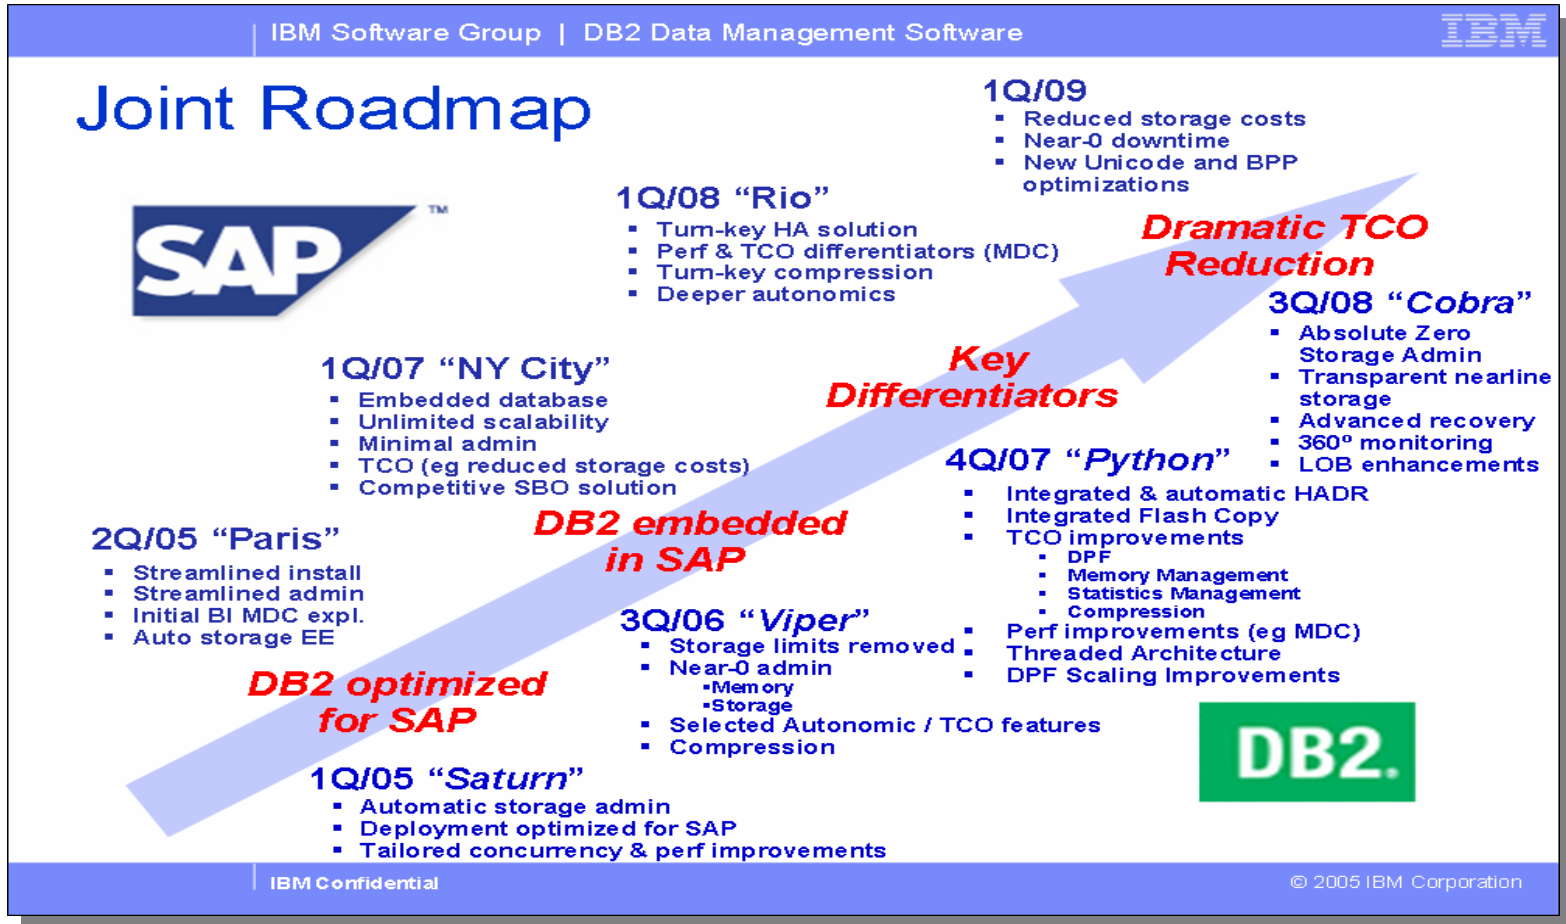 IBM Software Group | DB2 Data Management Software
IBM
Joint Roadmap
SAP™
1Q/09
▪ Reduced storage costs
▪ Near-0 downtime
▪ New Unicode and BPP
optimizations
1Q/08 “Rio”
▪ Turn-key HA solution
▪ Perf & TCO differentiators (MDC)
▪ Turn-key compression
▪ Deeper autonomics
Dramatic TCO
Reduction
3Q/08 “Cobra”
▪ Absolute Zero
Storage Admin
▪ Transparent nearline
storage
▪ Advanced recovery
▪ 360º monitoring
▪ LOB enhancements
Key
Differentiators
1Q/07 “NY City”
▪ Embedded database
▪ Unlimited scalability
▪ Minimal admin
▪ TCO (eg reduced storage costs)
▪ Competitive SBO solution
4Q/07 “Python”
▪ Integrated & automatic HADR
▪ Integrated Flash Copy
▪ TCO improvements
▪ DPF
▪ Memory Management
▪ Statistics Management
▪ Compression
▪ Perf improvements (eg MDC)
▪ Threaded Architecture
▪ DPF Scaling Improvements
DB2 embedded
in SAP
2Q/05 “Paris”
▪ Streamlined install
▪ Streamlined admin
▪ Initial BI MDC expl.
▪ Auto storage EE
3Q/06 “Viper”
▪ Storage limits removed
▪ Near-0 admin
▪Memory
▪Storage
▪ Selected Autonomic / TCO features
▪ Compression
DB2 optimized
for SAP
1Q/05 “Saturn”
▪ Automatic storage admin
▪ Deployment optimized for SAP
▪ Tailored concurrency & perf improvements
DB2.
IBM Confidential
© 2005 IBM Corporation